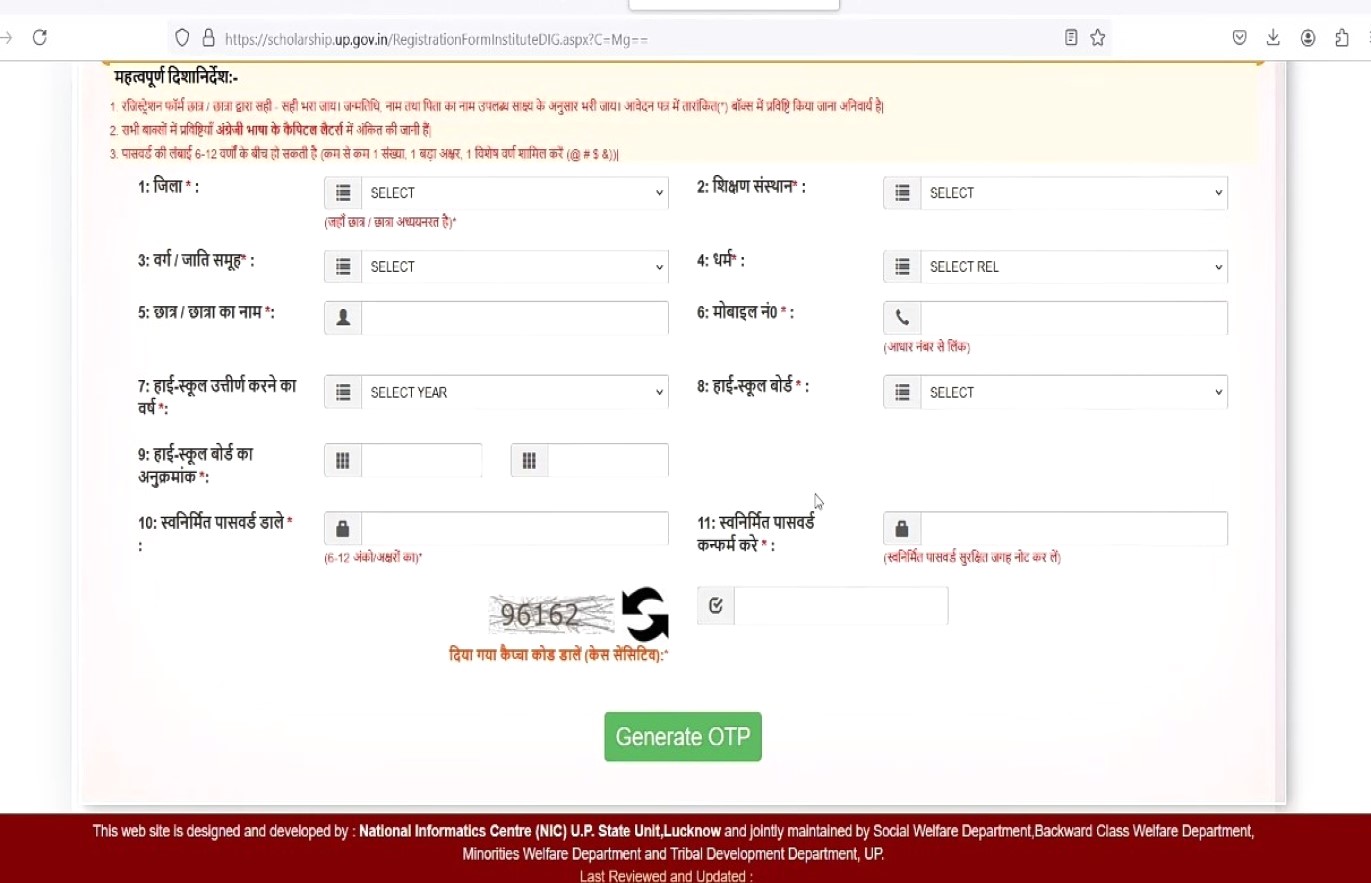 https://scholarship.up.gov.in/RegistrationFormInstituteDIG.aspx?C=Mg==
महत्वपूर्ण दिशानिर्देश:-
1. रजिस्ट्रेशन फॉर्म छात्र / छात्रा द्वारा सही - सही भरा जाय। जन्मतिथि, नाम तथा पिता का नाम उपलब्ध साक्ष्य के अनुसार भरी जाय। आवेदन पत्र में तारांकित(*) बॉक्स में प्रविष्टि किया जाना अनिवार्य है|
2. सभी बाक्सों में प्रविष्टियाँ अंग्रेजी भाषा के कैपिटल लैटर्स में अंकित की जानी हैं|
3. पासवर्ड की लंबाई 6-12 वर्णों के बीच हो सकती है (कम से कम 1 संख्या, 1 बड़ा अक्षर, 1 विशेष वर्ण शामिल करें (@ # $ &))|
1: जिला * : SELECT 2: शिक्षण संस्थान* : SELECT
(जहाँ छात्र / छात्रा अध्ययनरत है)*
3: वर्ग / जाति समूह* : SELECT 4: धर्म* : SELECT REL
5: छात्र / छात्रा का नाम *: 6: मोबाइल नं0 * :
(आधार नंबर से लिंक)
7: हाई-स्कूल उत्तीर्ण करने का वर्ष *: SELECT YEAR 8: हाई-स्कूल बोर्ड * : SELECT
9: हाई-स्कूल बोर्ड का
अनुक्रमांक *:
10: स्वनिर्मित पासवर्ड डाले * : 11: स्वनिर्मित पासवर्ड
कन्फर्म करे * :
(6-12 अंको/अक्षरों का)* (स्वनिर्मित पासवर्ड सुरक्षित जगह नोट कर लें)
96162
दिया गया कैप्चा कोड डालें (केस सेंसिटिव):*
Generate OTP
This web site is designed and developed by : National Informatics Centre (NIC) U.P. State Unit,Lucknow and jointly maintained by Social Welfare Department,Backward Class Welfare Department,
Minorities Welfare Department and Tribal Development Department, UP.
Last Reviewed and Updated :